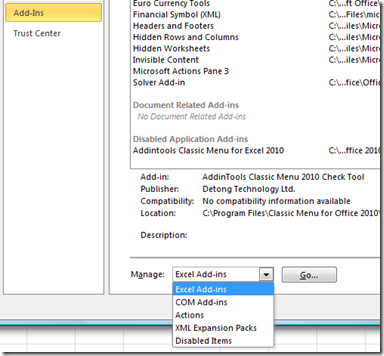 Euro Currency Tools C:\...ft Office\
Financial Symbol (XML) C:\...Files\mic
Headers and Footers C:\...iles\Micr
Hidden Rows and Columns C:\...iles\Micr
Hidden Worksheets C:\...iles\Micr
Invisible Content C:\...iles\Micr
Microsoft Actions Pane 3
Solver Add-in C:\...fice\Offic
Document Related Add-ins
No Document Related Add-ins
Disabled Application Add-ins
Addintools Classic Menu for Excel 2010 C:\...ffice 201
Add-in: AddinTools Classic Menu 2010 Check Tool
Publisher: Detong Technology Ltd.
Compatibility: No compatibility information available
Location: C:\Program Files\Classic Menu for Office 2010\
Description:
Manage: Excel Add-ins Go...
Excel Add-ins
COM Add-ins
Actions
XML Expansion Packs
Disabled Items
Add-Ins
Trust Center